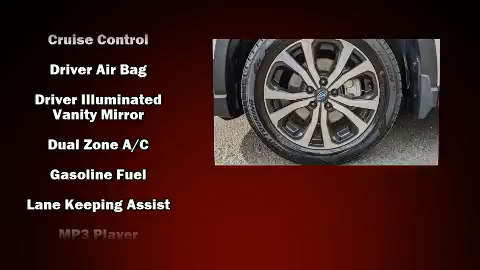 Cruise Control
Driver Air Bag
Driver Illuminated
Vanity Mirror
Dual Zone A/C
Gasoline Fuel
Lane Keeping Assist
MP3 Player